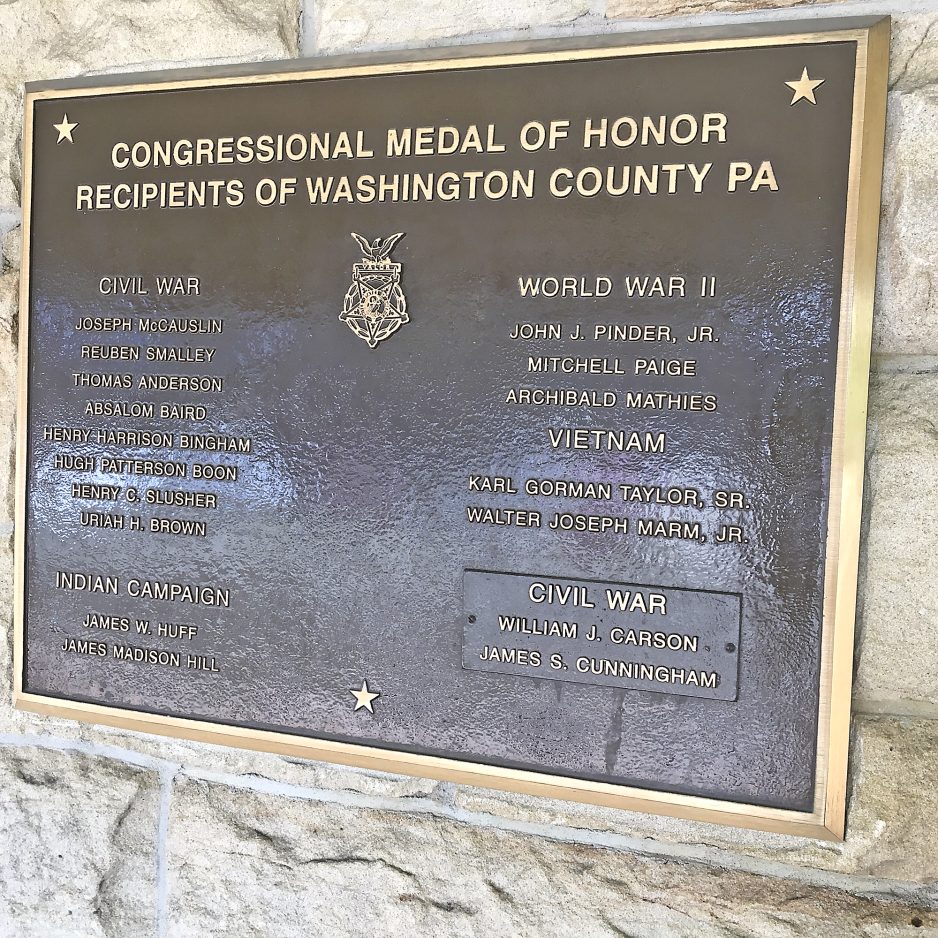 CONGRESSIONAL MEDAL OF HONOR
RECIPIENTS OF WASHINGTON COUNTY PA
VALOR
CIVIL WAR
JOSEPH McCAUSLIN
REUBEN SMALLEY
THOMAS ANDERSON
ABSALOM BAIRD
HENRY HARRISON BINGHAM
HUGH PATTERSON BOON
HENRY C. SLUSHER
URIAH H. BROWN
INDIAN CAMPAIGN
JAMES W. HUFF
JAMES MADISON HILL
WORLD WAR II
JOHN J. PINDER, JR.
MITCHELL PAIGE
ARCHIBALD MATHIES
VIETNAM
KARL GORMAN TAYLOR, SR.
WALTER JOSEPH MARM, JR.
CIVIL WAR
WILLIAM J. CARSON
JAMES S. CUNNINGHAM